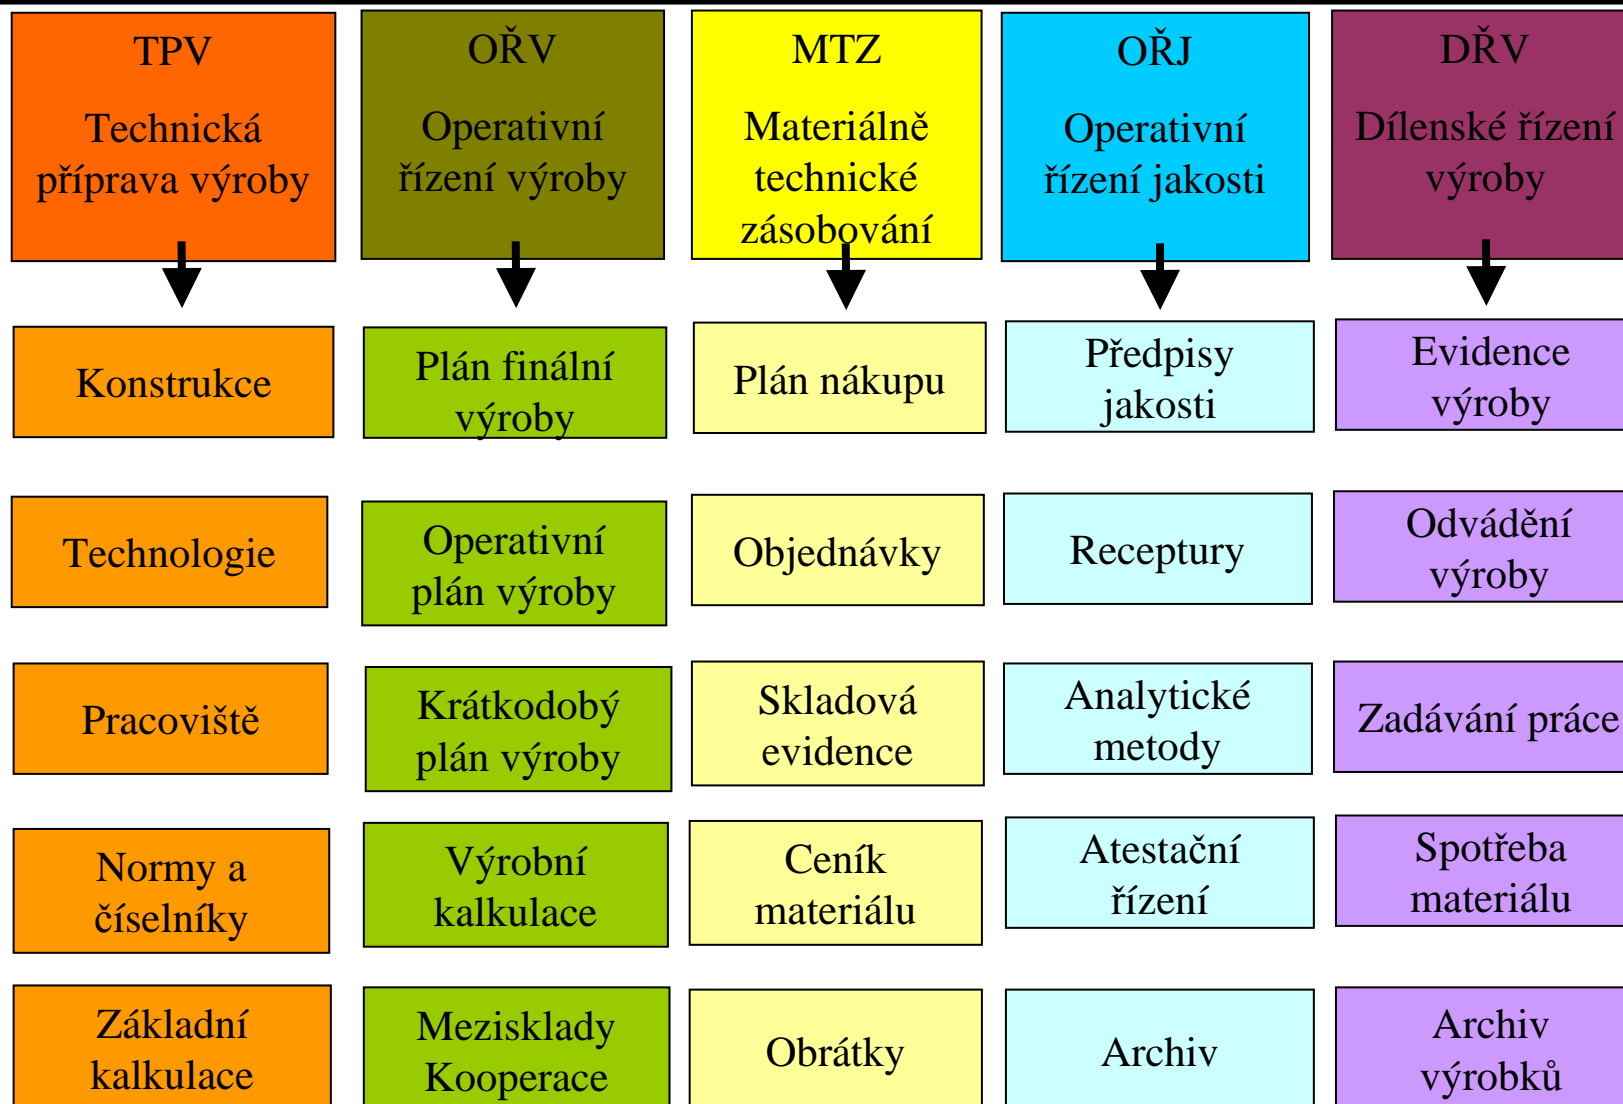 TPV
Technická
příprava výroby
OŘV
Operativní
řízení výroby
MTZ
Materiálně
technické
zásobování
OŘJ
Operativní
řízení jakosti
DŘV
Dílenské řízení
výroby
Konstrukce
Plán finální
výroby
Plán nákupu
Předpisy
jakosti
Evidence
výroby
Technologie
Operativní
plán výroby
Objednávky
Receptury
Odvádění
výroby
Pracoviště
Krátkodobý
plán výroby
Skladová
evidence
Analytické
metody
Zadávání práce
Normy a
číselníky
Výrobní
kalkulace
Ceník
materiálu
Atestační
řízení
Spotřeba
materiálu
Základní
kalkulace
Mezisklady
Kooperace
Obrátky
Archiv
Archiv
výrobků